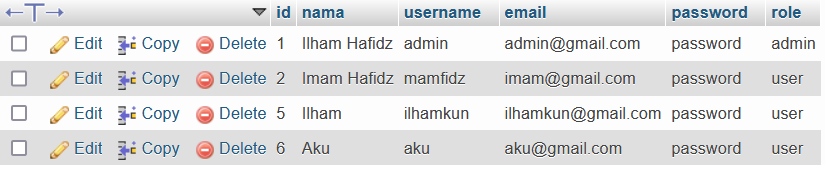 id nama username email password role
Edit Copy Delete 1 Ilham Hafidz admin admin@gmail.com password admin
Edit Copy Delete 2 Imam Hafidz mamfidz imam@gmail.com password user
Edit Copy Delete 5 Ilham ilhamkun ilhamkun@gmail.com password user
Edit Copy Delete 6 Aku aku aku@gmail.com password user